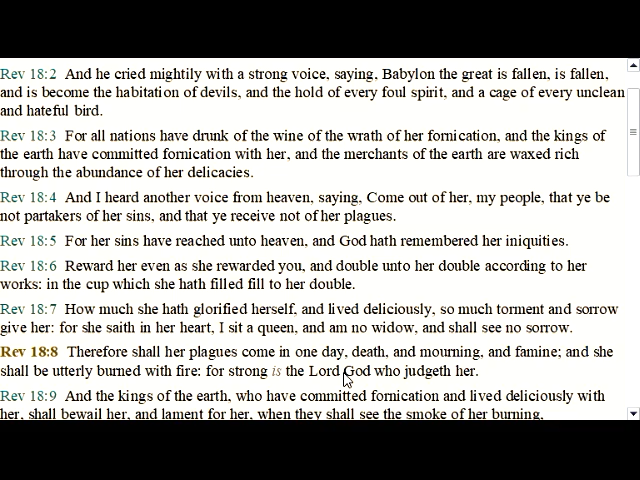 Rev 18:2 And he cried mightily with a strong voice, saying, Babylon the great is fallen, is fallen,
and is become the habitation of devils, and the hold of every foul spirit, and a cage of every unclean
and hateful bird.
Rev 18:3 For all nations have drunk of the wine of the wrath of her fornication, and the kings of
the earth have committed fornication with her, and the merchants of the earth are waxed rich
through the abundance of her delicacies.
Rev 18:4 And I heard another voice from heaven, saying, Come out of her, my people, that ye be
not partakers of her sins, and that ye receive not of her plagues.
Rev 18:5 For her sins have reached unto heaven, and God hath remembered her iniquities.
Rev 18:6 Reward her even as she rewarded you, and double unto her double according to her
works: in the cup which she hath filled fill to her double.
Rev 18:7 How much she hath glorified herself, and lived deliciously, so much torment and sorrow
give her: for she saith in her heart, I sit a queen, and am no widow, and shall see no sorrow.
Rev 18:8 Therefore shall her plagues come in one day, death, and mourning, and famine; and she
shall be utterly burned with fire: for strong is the Lord God who judgeth her.
Rev 18:9 And the kings of the earth, who have committed fornication and lived deliciously with
her, shall bewail her, and lament for her, when they shall see the smoke of her burning,